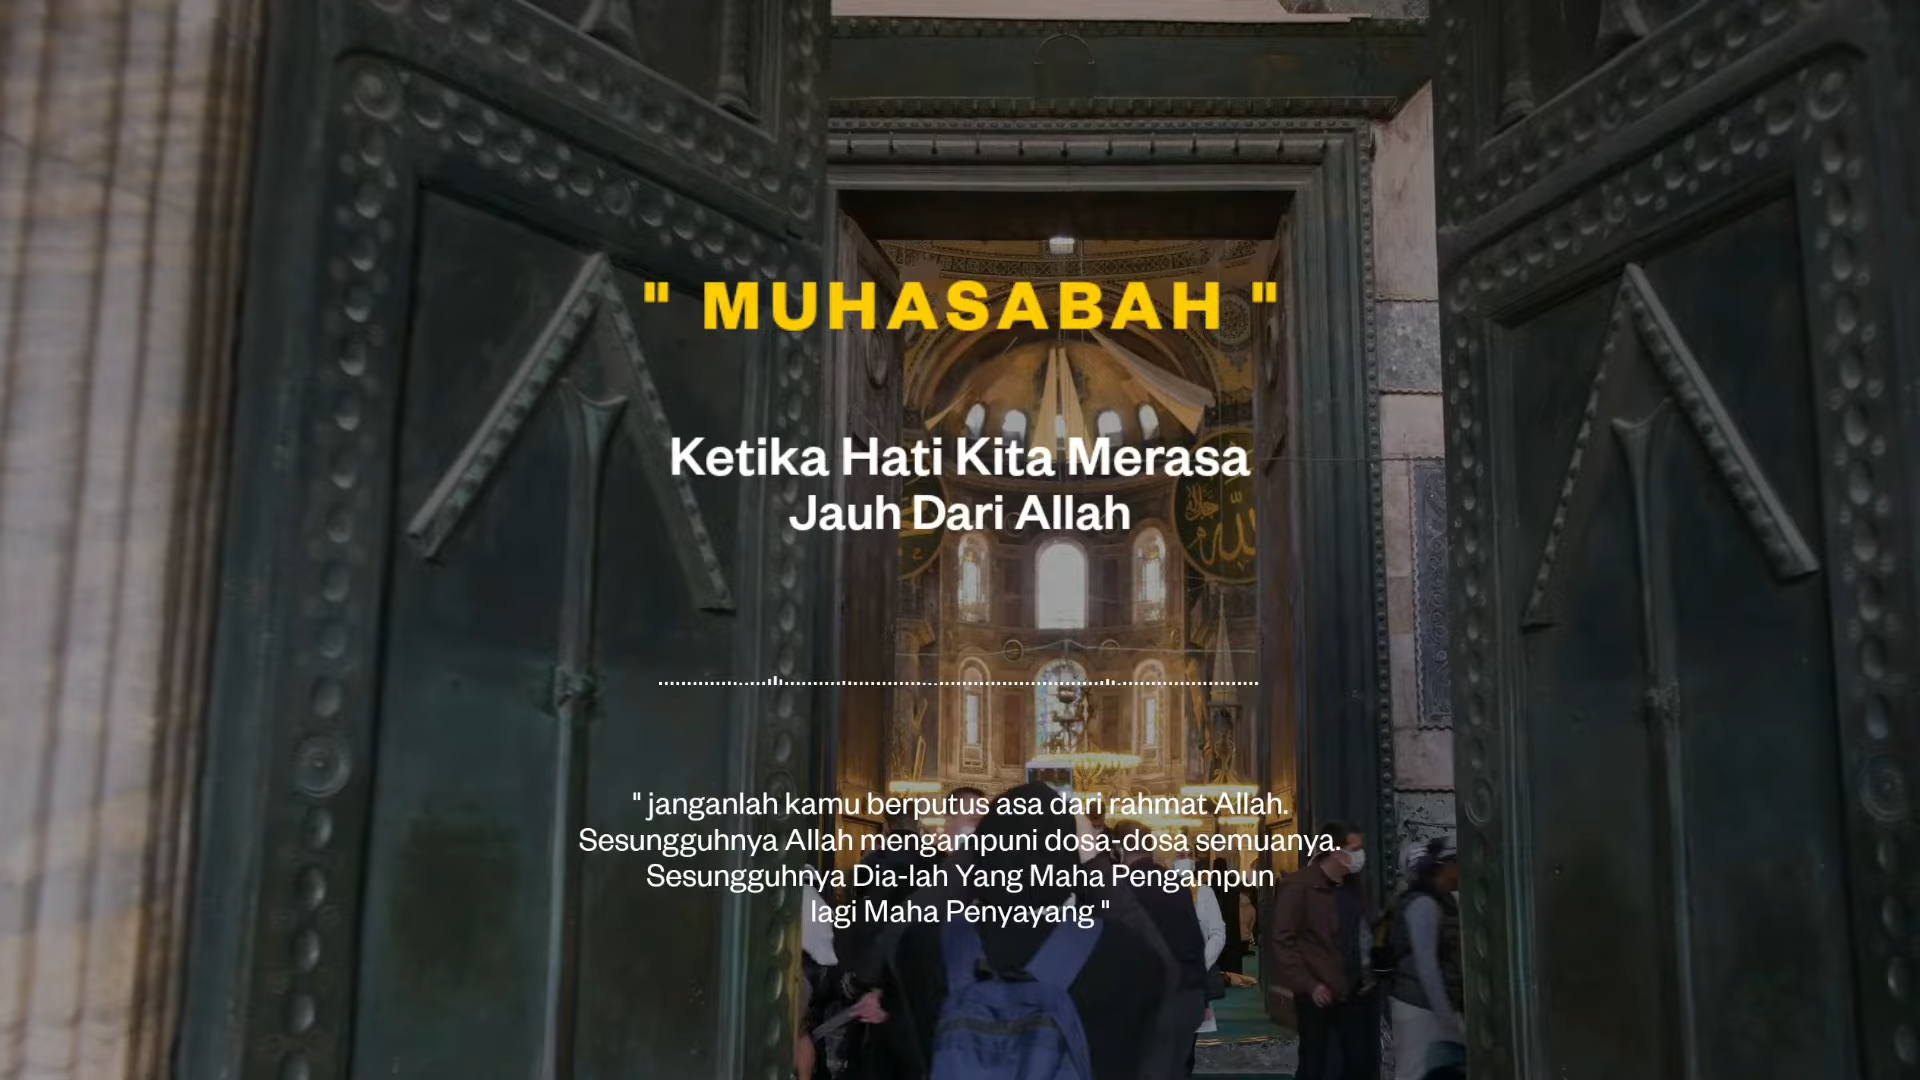 " MUHASABAH "
Ketika Hati Kita Merasa
Jauh Dari Allah
" janganlah kamu berputus asa dari rahmat Allah.
Sesungguhnya Allah mengampuni dosa-dosa semuanya.
Sesungguhnya Dia-lah Yang Maha Pengampun
lagi Maha Penyayang "